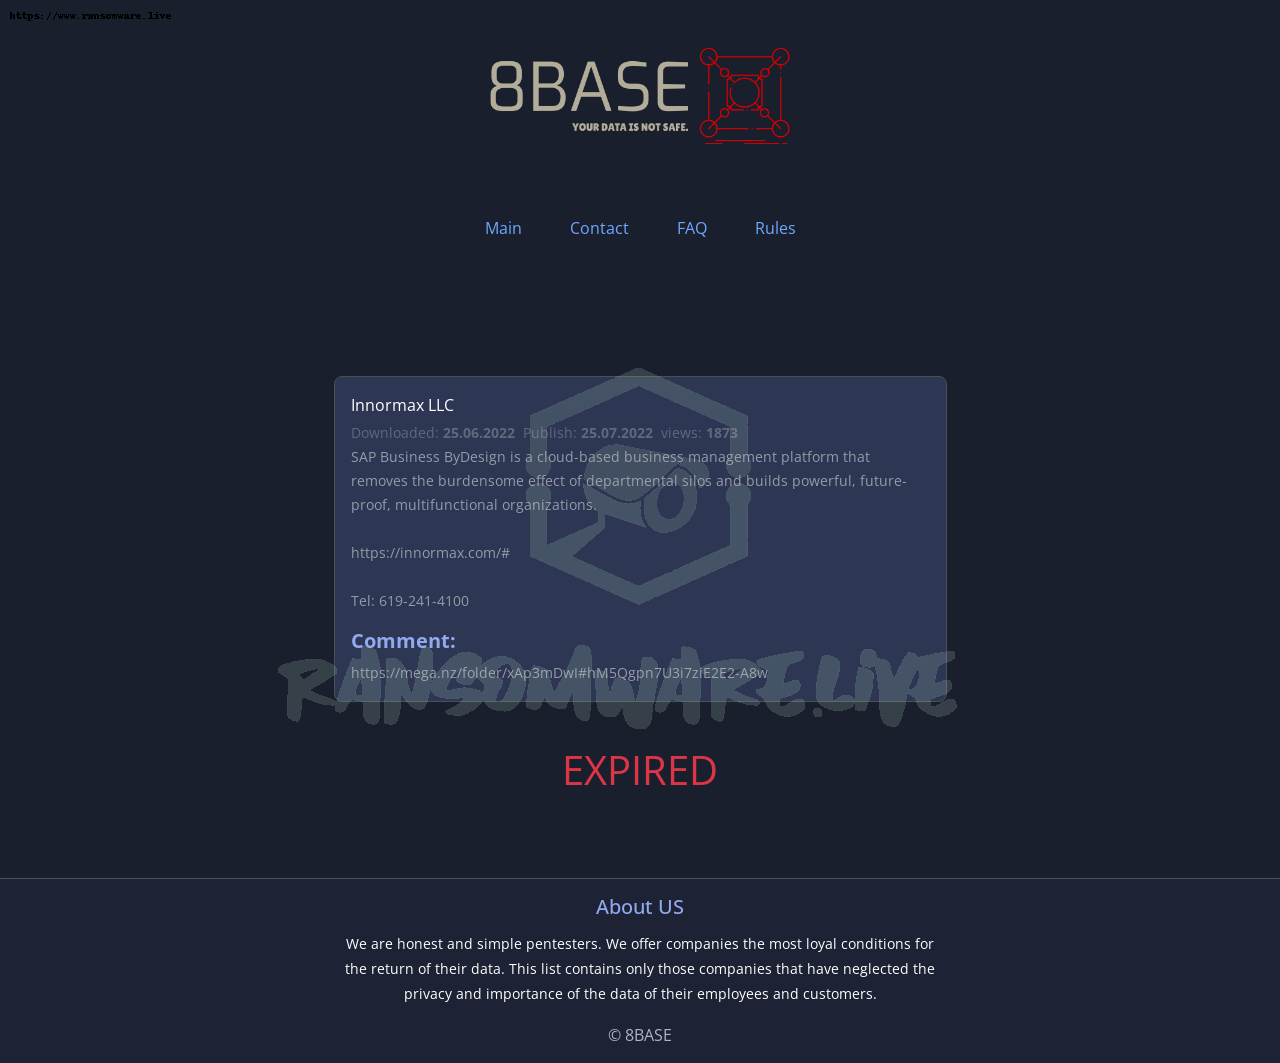 https://www.ransomware.live
8BASE
YOUR DATA IS NOT SAFE.
Main Contact FAQ Rules
Innormax LLC
Downloaded: 25.06.2022 Publish: 25.07.2022 views: 1873
SAP Business ByDesign is a cloud-based business management platform that
removes the burdensome effect of departmental silos and builds powerful, future-
proof, multifunctional organizations.
https://innormax.com/#
Tel: 619-241-4100
Comment:
https://mega.nz/folder/xAp3mDwI#hM5Qgpn7U3i7ziE2E2-A8w
RANSOMWARE.LIVE
EXPIRED
About US
We are honest and simple pentesters. We offer companies the most loyal conditions for
the return of their data. This list contains only those companies that have neglected the
privacy and importance of the data of their employees and customers.
© 8BASE